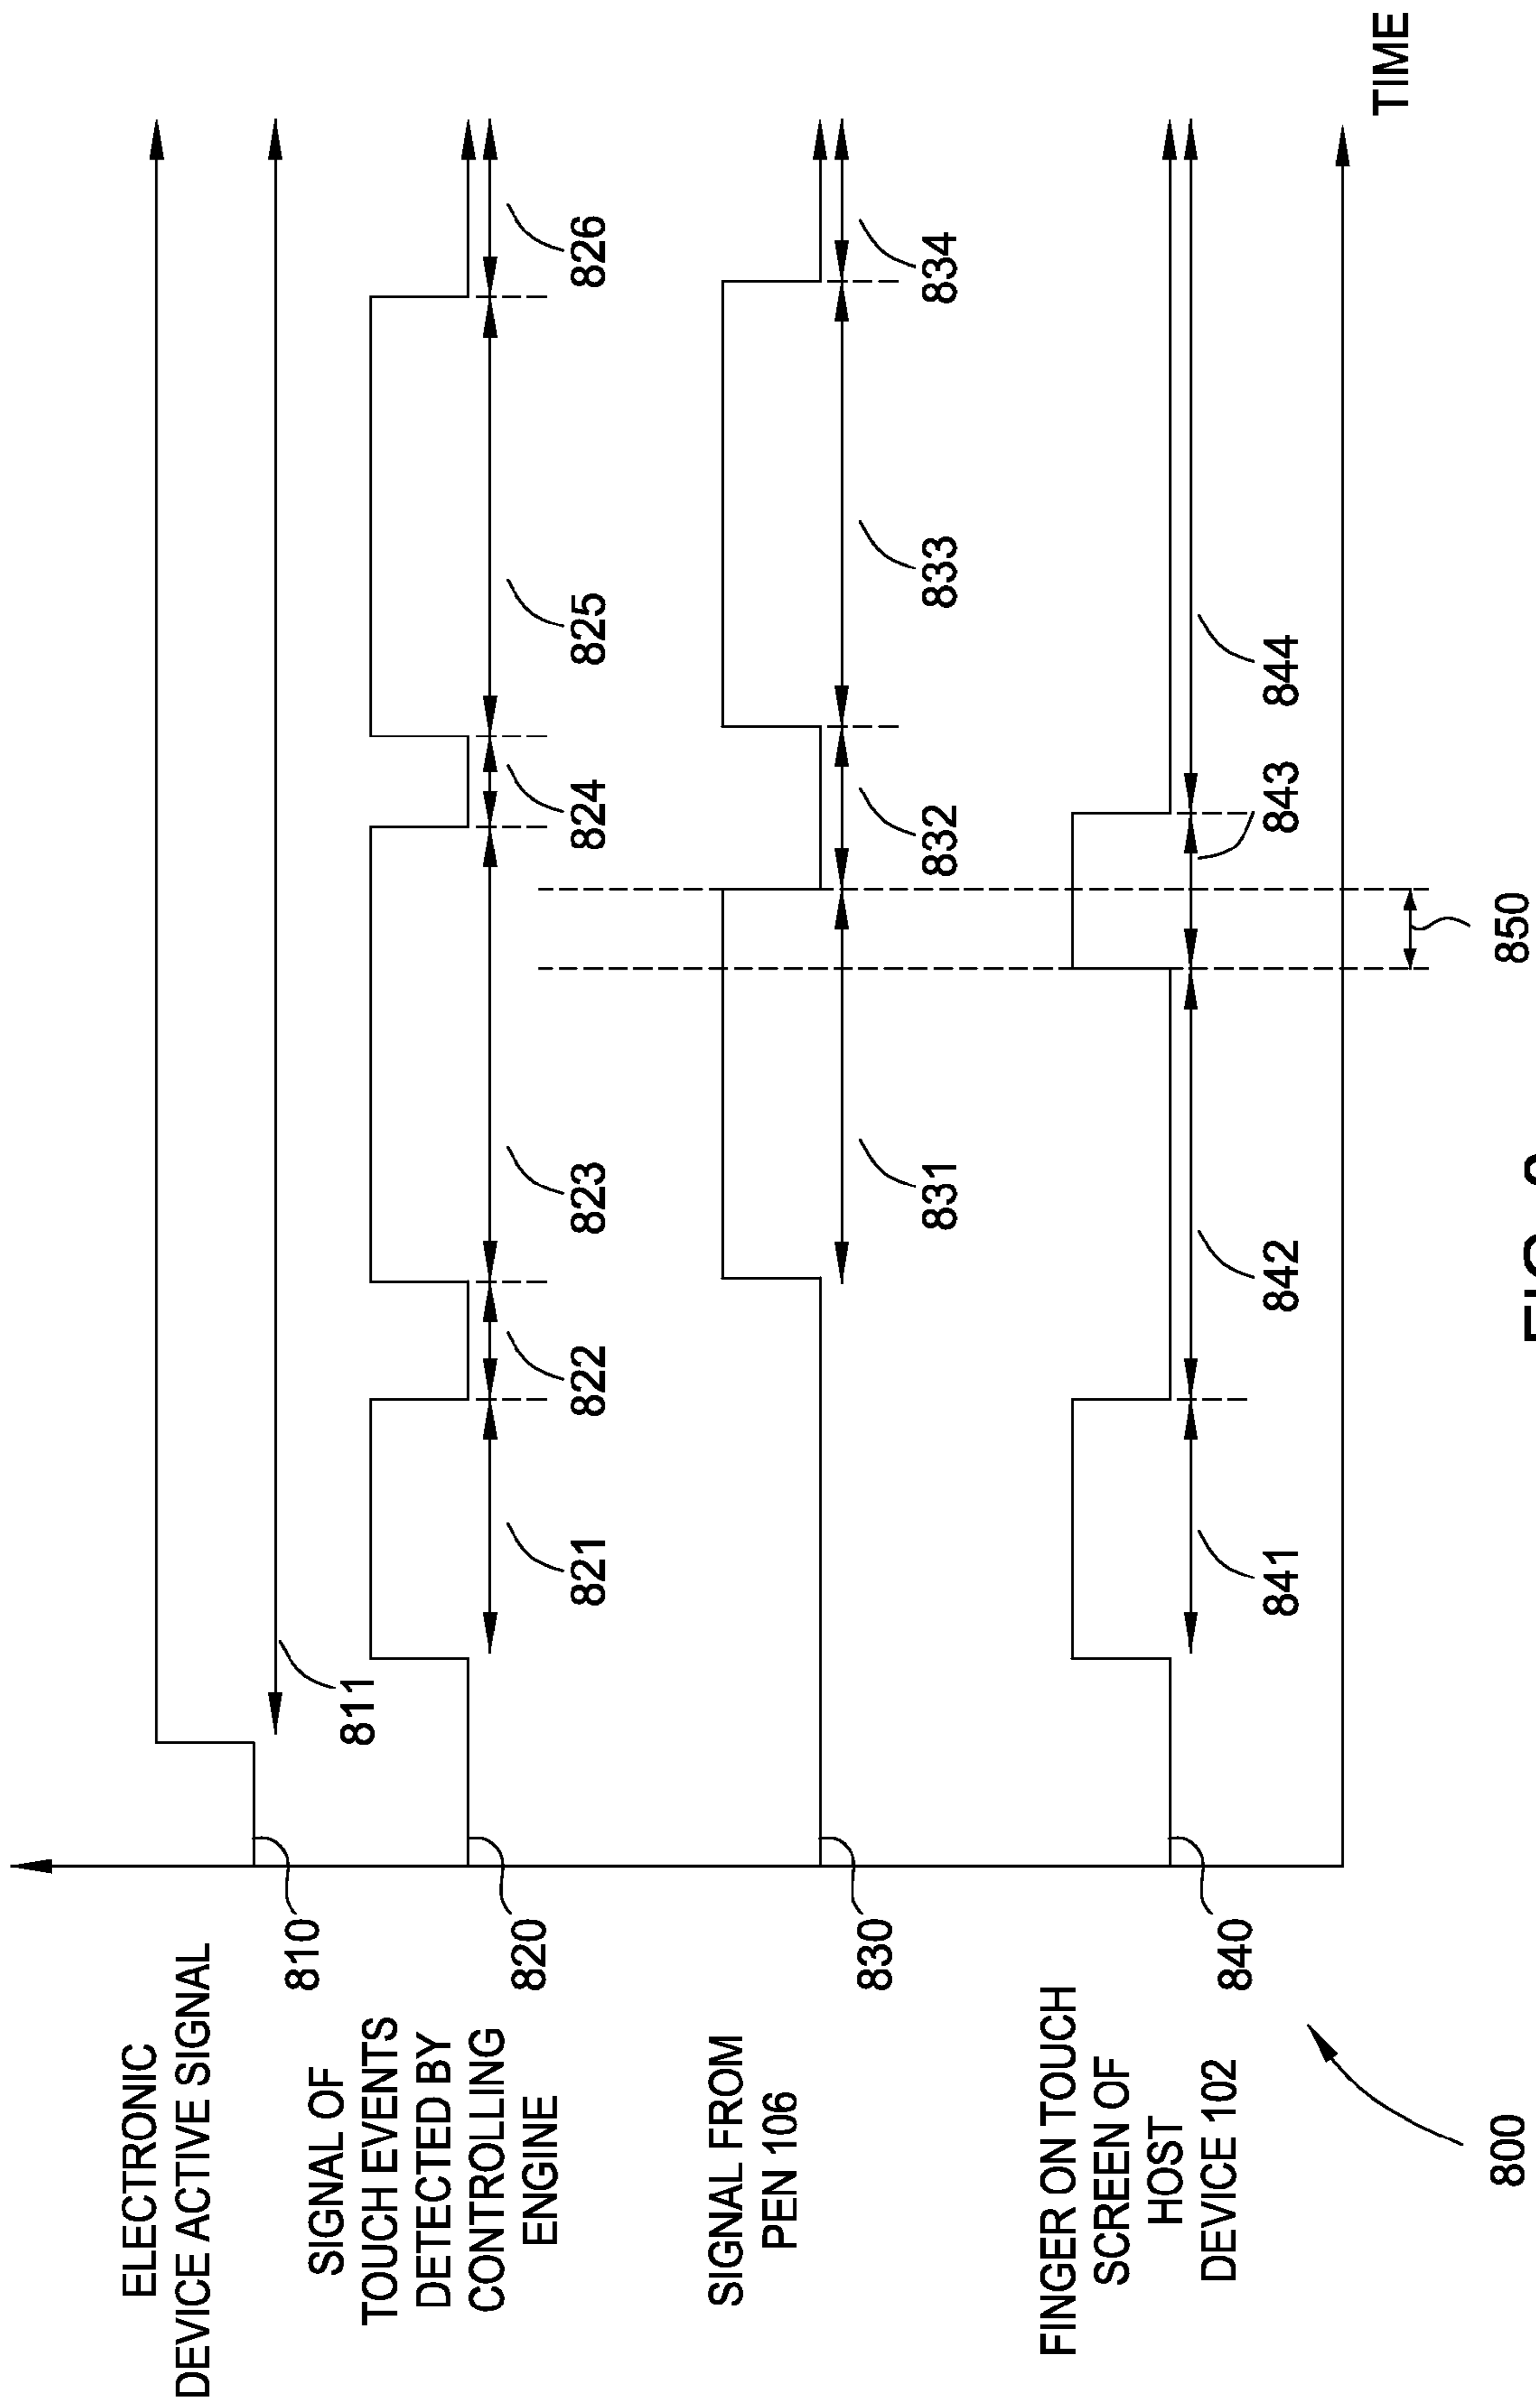 ELECTRONIC
DEVICE ACTIVE SIGNAL
810
811
SIGNAL OF
TOUCH EVENTS
DETECTED BY
CONTROLLING
ENGINE
820
821
822
823
824
825
826
SIGNAL FROM
PEN 106
830
831
832
833
834
FINGER ON TOUCH
SCREEN OF
HOST
DEVICE 102
840
841
842
843
844
TIME
850
800
FIG.